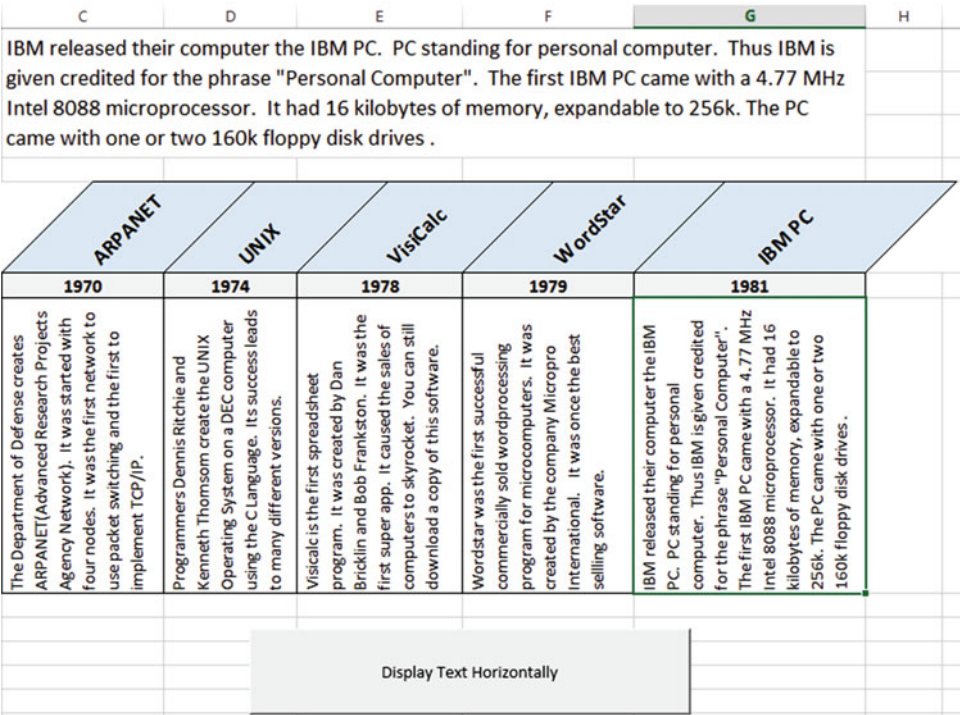 C D E F G H
IBM released their computer the IBM PC.  PC standing for personal computer.  Thus IBM is
given credited for the phrase "Personal Computer".  The first IBM PC came with a 4.77 MHz
Intel 8088 microprocessor.  It had 16 kilobytes of memory, expandable to 256k. The PC
came with one or two 160k floppy disk drives .
ARPANET UNIX VisiCalc WordStar IBM PC
1970 1974 1978 1979 1981
The Department of Defense creates
ARPANET(Advanced Research Projects
Agency Network).  It was started with
four nodes.  It was the first network to
use packet switching and the first to
implement TCP/IP.
Programmers Dennis Ritchie and
Kenneth Thomsom create the UNIX
Operating System on a DEC computer
using the C Language.  Its success leads
to many different versions.
Visicalc is the first spreadsheet
program.  It was created by Dan
Bricklin and Bob Frankston.  It was the
first super app.  It caused the sales of
computers to skyrocket.  You can still
download a copy of this software.
Wordstar was the first successful
commercially sold wordprocessing
program for microcomputers.  It was
created by the company Micropro
International.   It was once the best
sellling software.
IBM released their computer the IBM
PC.  PC standing for personal
computer.  Thus IBM is given credited
for the phrase "Personal Computer".
The first IBM PC came with a 4.77 MHz
Intel 8088 microprocessor.  It had 16
kilobytes of memory, expandable to
256k. The PC came with one or two
160k floppy disk drives .
Display Text Horizontally